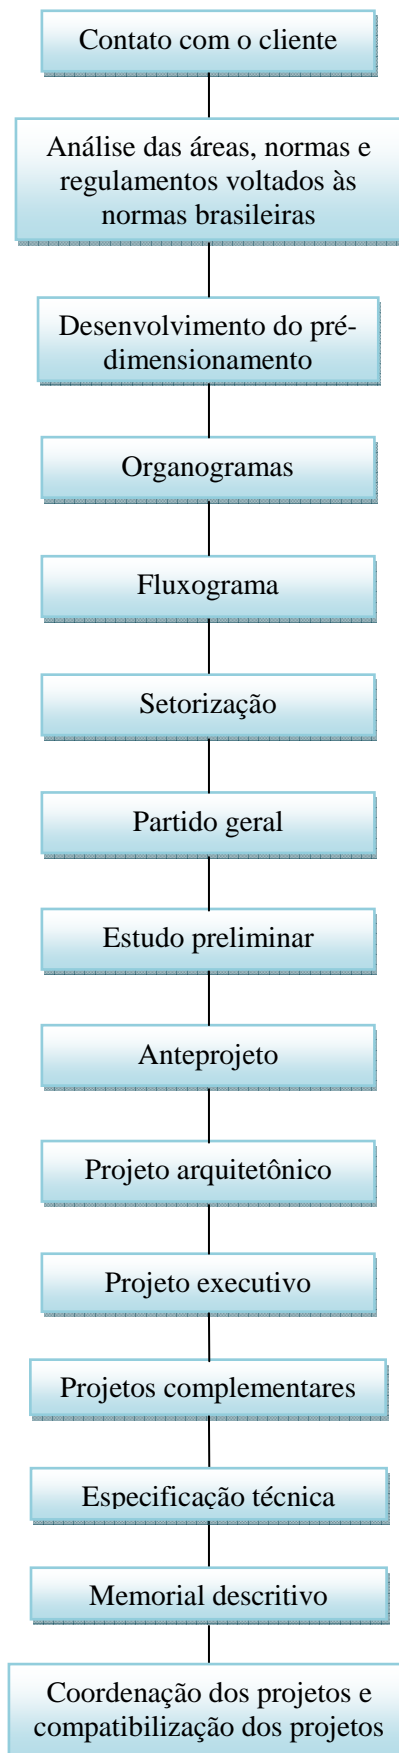 Contato com o cliente
Análise das áreas, normas e
regulamentos voltados às
normas brasileiras
Desenvolvimento do pré-
dimensionamento
Organogramas
Fluxograma
Setorização
Partido geral
Estudo preliminar
Anteprojeto
Projeto arquitetônico
Projeto executivo
Projetos complementares
Especificação técnica
Memorial descritivo
Coordenação dos projetos e
compatibilização dos projetos